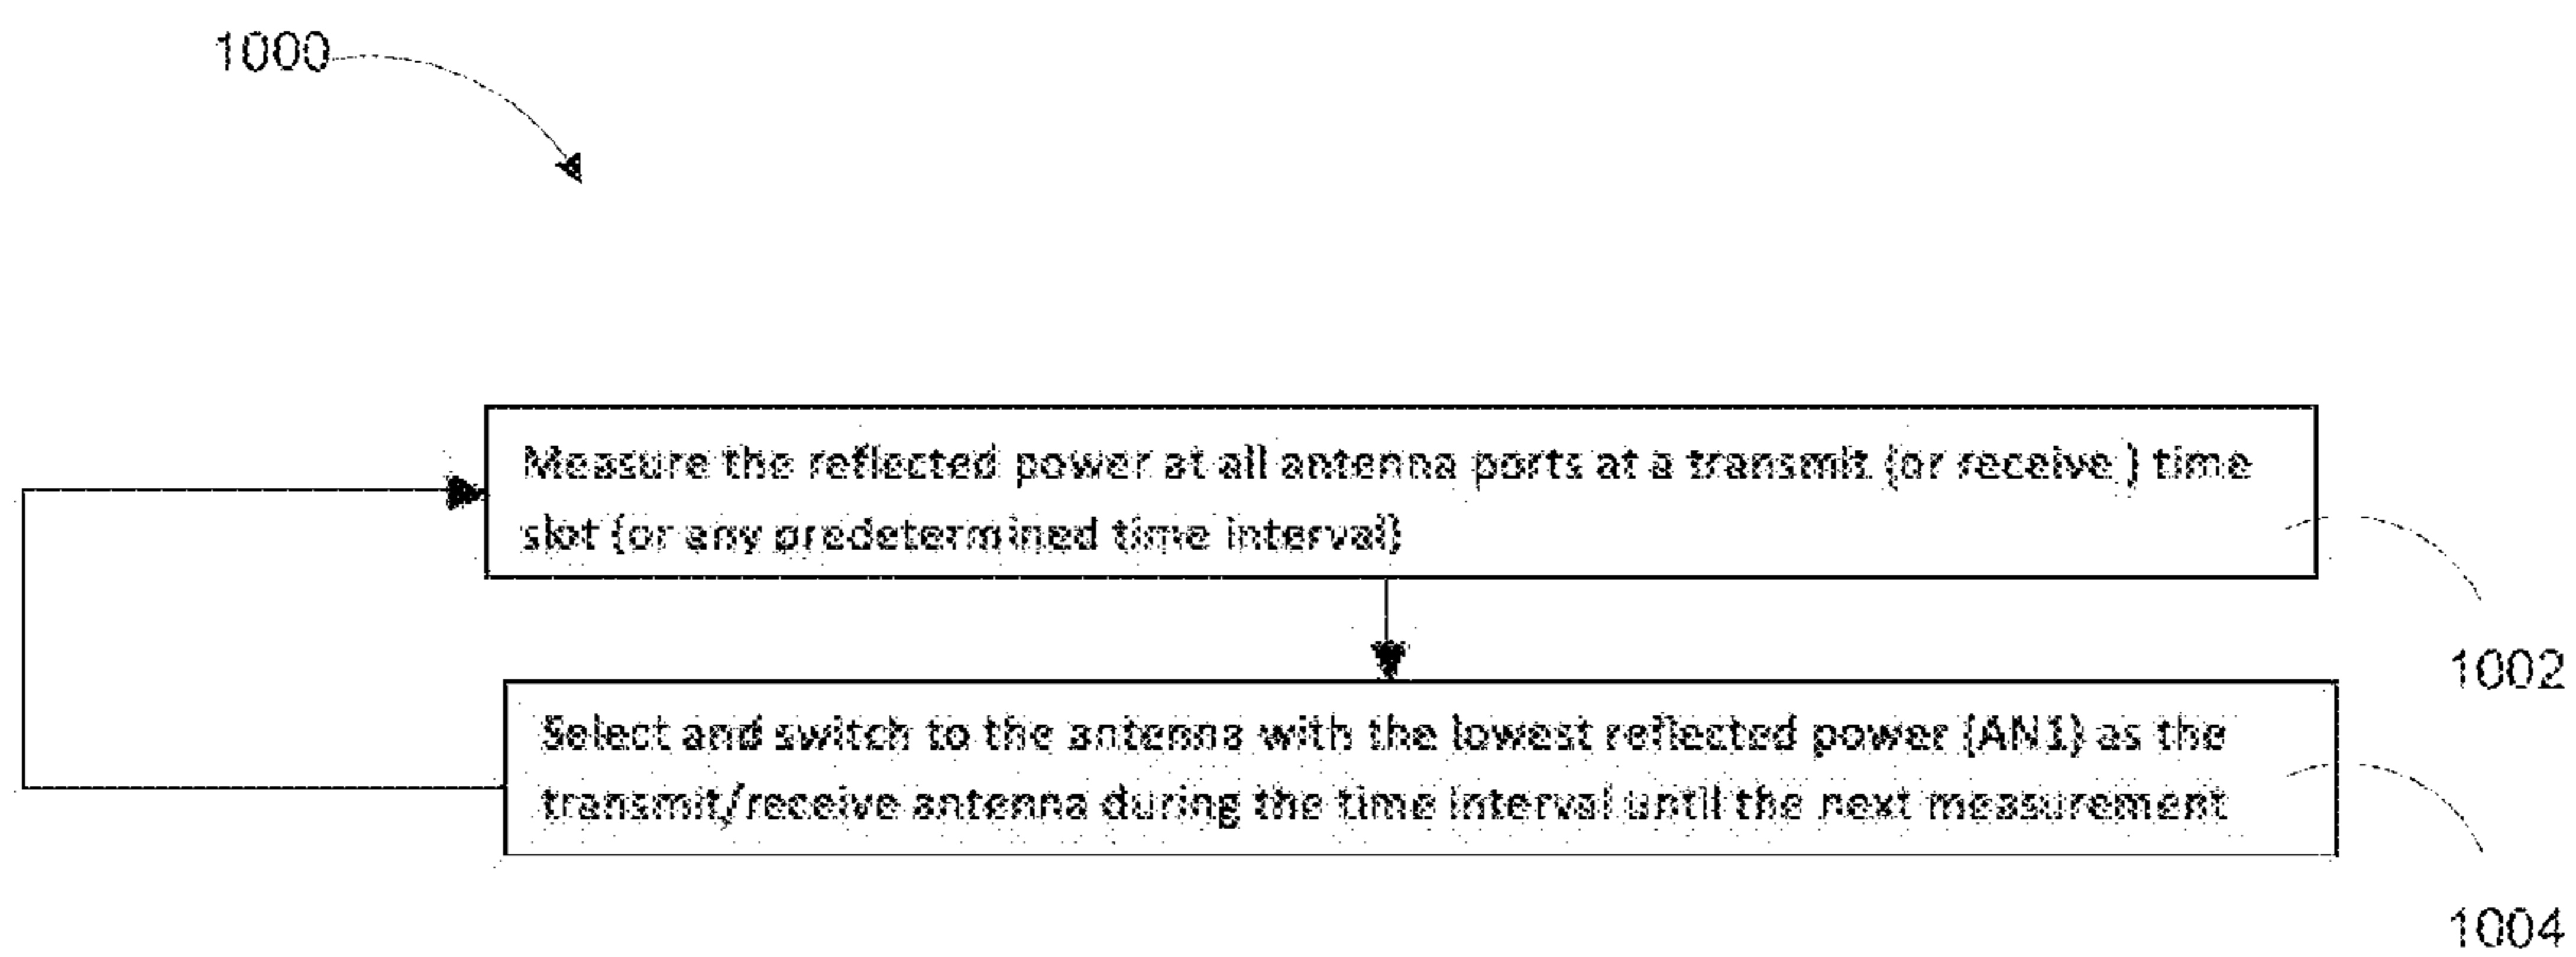 1000
Measure the reflected power at all antenna ports at a transmit (or receive ) time
slot (or any predetermined time interval)
1002
Select and switch to the antenna with the lowest reflected power (AN1) as the
transmit/receive antenna during the time interval until the next measurement
1004